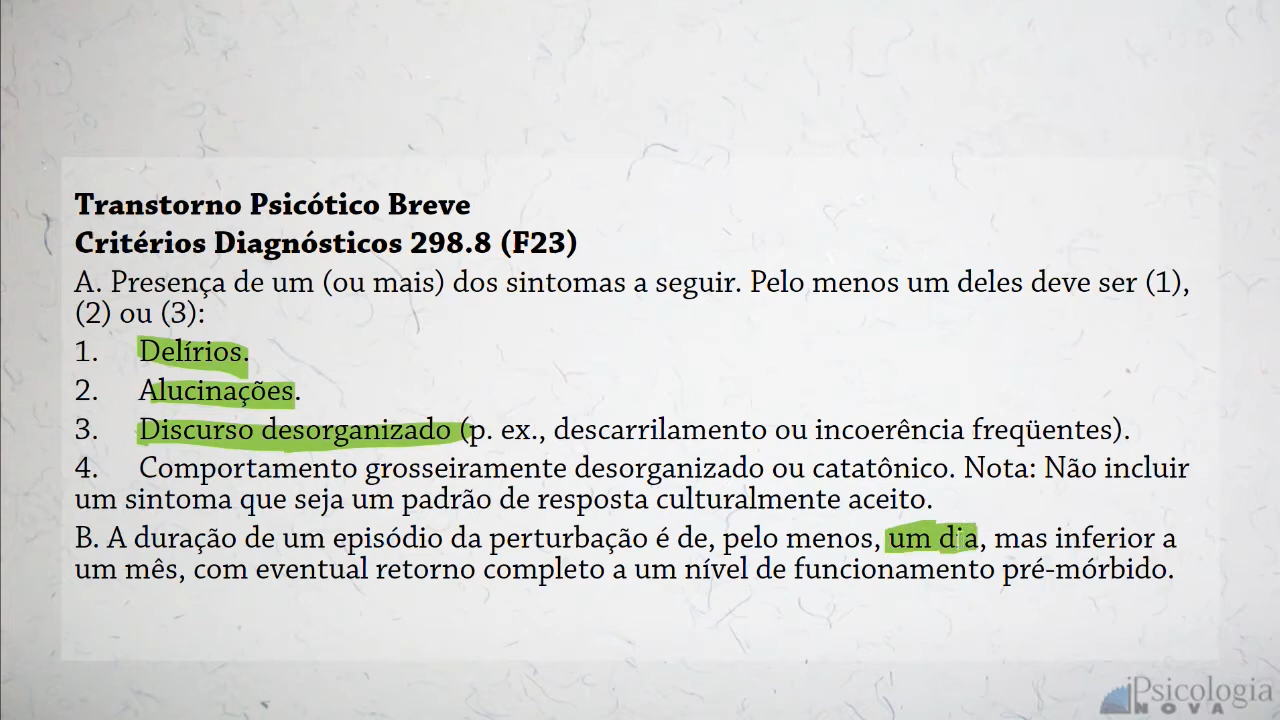 Transtorno Psicótico Breve
Critérios Diagnósticos 298.8 (F23)
A. Presença de um (ou mais) dos sintomas a seguir. Pelo menos um deles deve ser (1),
(2) ou (3):
1. Delírios.
2. Alucinações.
3. Discurso desorganizado (p. ex., descarrilamento ou incoerência freqüentes).
4. Comportamento grosseiramente desorganizado ou catatônico. Nota: Não incluir
um sintoma que seja um padrão de resposta culturalmente aceito.
B. A duração de um episódio da perturbação é de, pelo menos, um dia, mas inferior a
um mês, com eventual retorno completo a um nível de funcionamento pré-mórbido.
Psicologia
NOVA